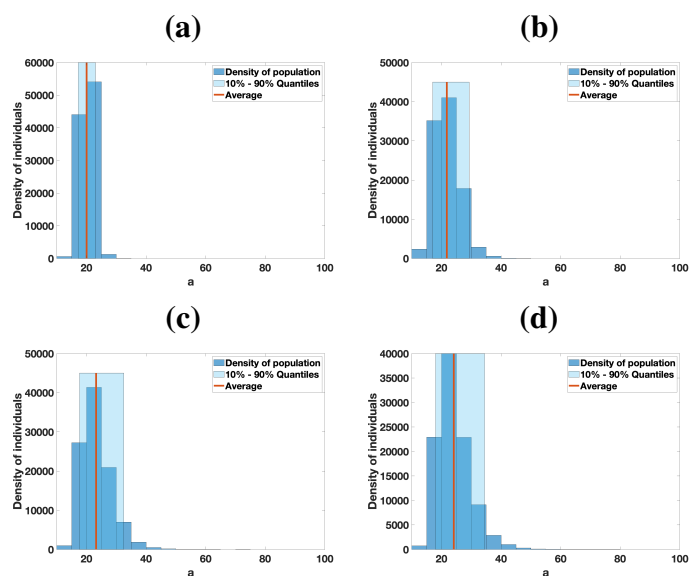 (a)
60000
50000
40000
30000
20000
10000
0
20
40
60
80
100
a
Density of individuals
Density of population
10% - 90% Quantiles
Average
(b)
50000
40000
30000
20000
10000
0
20
40
60
80
100
a
Density of individuals
Density of population
10% - 90% Quantiles
Average
(c)
50000
40000
30000
20000
10000
0
20
40
60
80
100
a
Density of individuals
Density of population
10% - 90% Quantiles
Average
(d)
40000
35000
30000
25000
20000
15000
10000
5000
0
20
40
60
80
100
a
Density of individuals
Density of population
10% - 90% Quantiles
Average